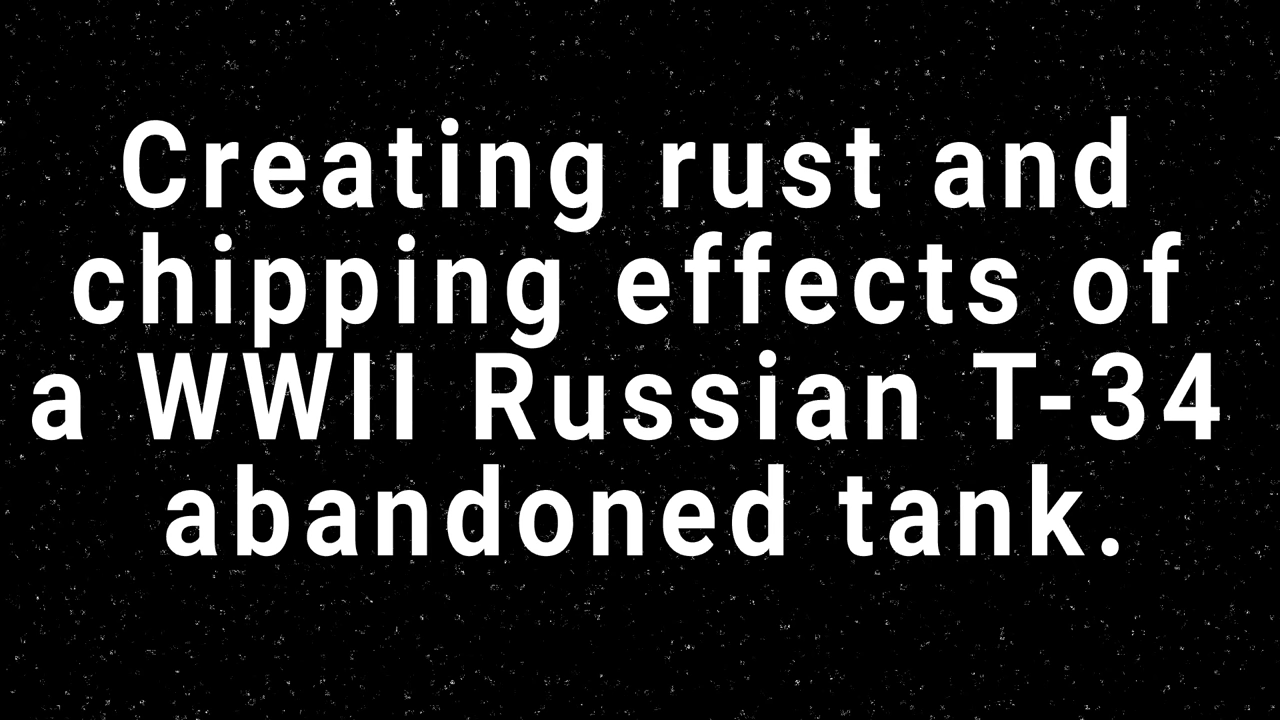 Creating rust and
chipping effects of
a WWII Russian T-34
abandoned tank.